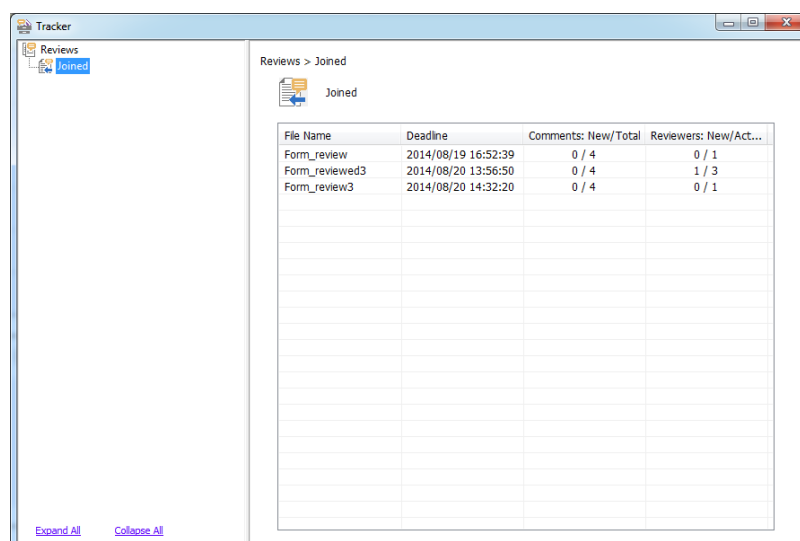 Tracker
Reviews
Joined
Reviews > Joined
Joined
File Name Deadline Comments: New/Total Reviewers: New/Act...
Form_review 2014/08/19 16:52:39 0 / 4 0 / 1
Form_reviewed3 2014/08/20 13:56:50 0 / 4 1 / 3
Form_review3 2014/08/20 14:32:20 0 / 4 0 / 1
Expand All Collapse All